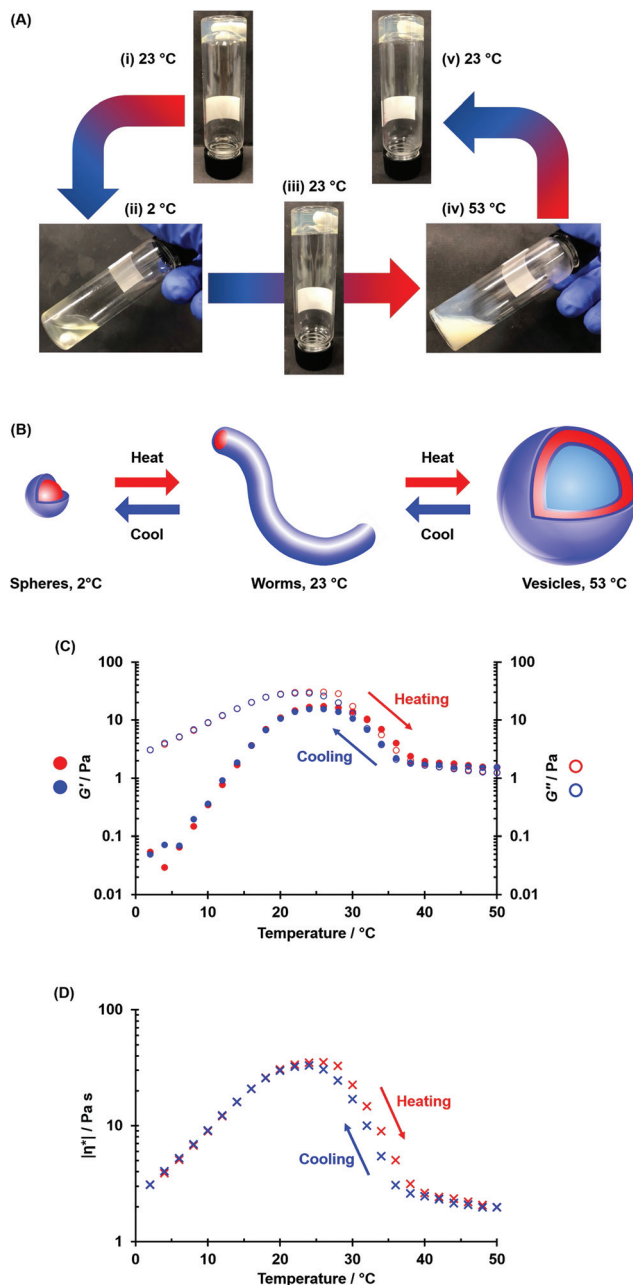 (A)
(i) 23 °C
(v) 23 °C
(ii) 2 °C
(iii) 23 °C
(iv) 53 °C
(B)
Heat
Heat
Cool
Cool
Spheres, 2°C
Worms, 23 °C
Vesicles, 53 °C
(C)
100
10
1
0.1
0.01
G′ / Pa
Heating
Cooling
100
10
1
0.1
0.01
G″ / Pa
0 10 20 30 40 50
Temperature / °C
(D)
100
10
1
|η*| / Pa s
Heating
Cooling
0 10 20 30 40 50
Temperature / °C